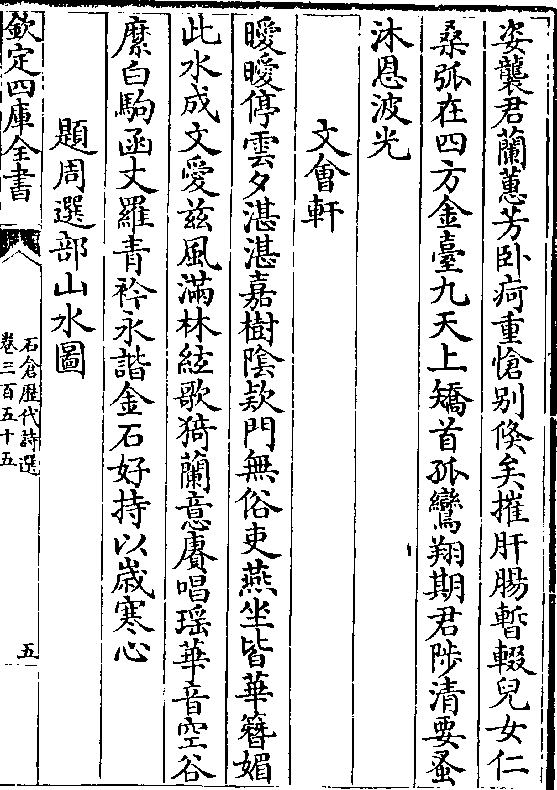 姿襲君蘭蕙芳卧疴重愴别倐矣摧肝腸暫輟兒女仁
桑弧在四方金臺九天上矯首孤鸞翔期君陟清要蚤
沐恩波光
文㑹軒
曖曖停雲夕湛湛嘉樹陰欵門無俗吏燕坐皆華簪媚
此水成文愛兹風滿林絃歌猗蘭意賡唱瑶華音空谷
縻白駒函丈羅青衿永諧金石好持以歲寒心
題周選部山水圖
欽定四庫全書
石倉歷代詩選
卷三百五十五
五